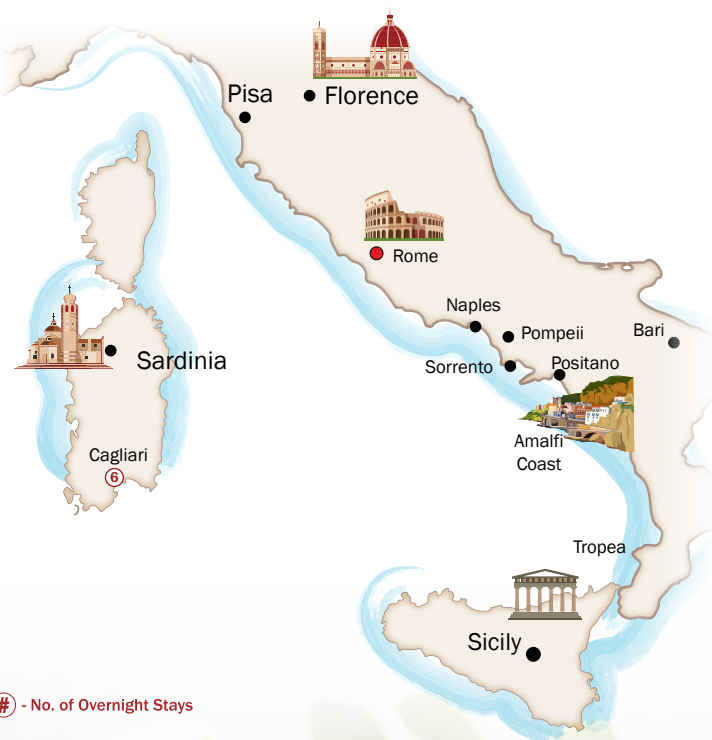 Pisa
Florence
Rome
Naples
Pompeii
Bari
Sorrento
Positano
Sardinia
Amalfi
Coast
Cagliari
6
Tropea
Sicily
# - No. of Overnight Stays